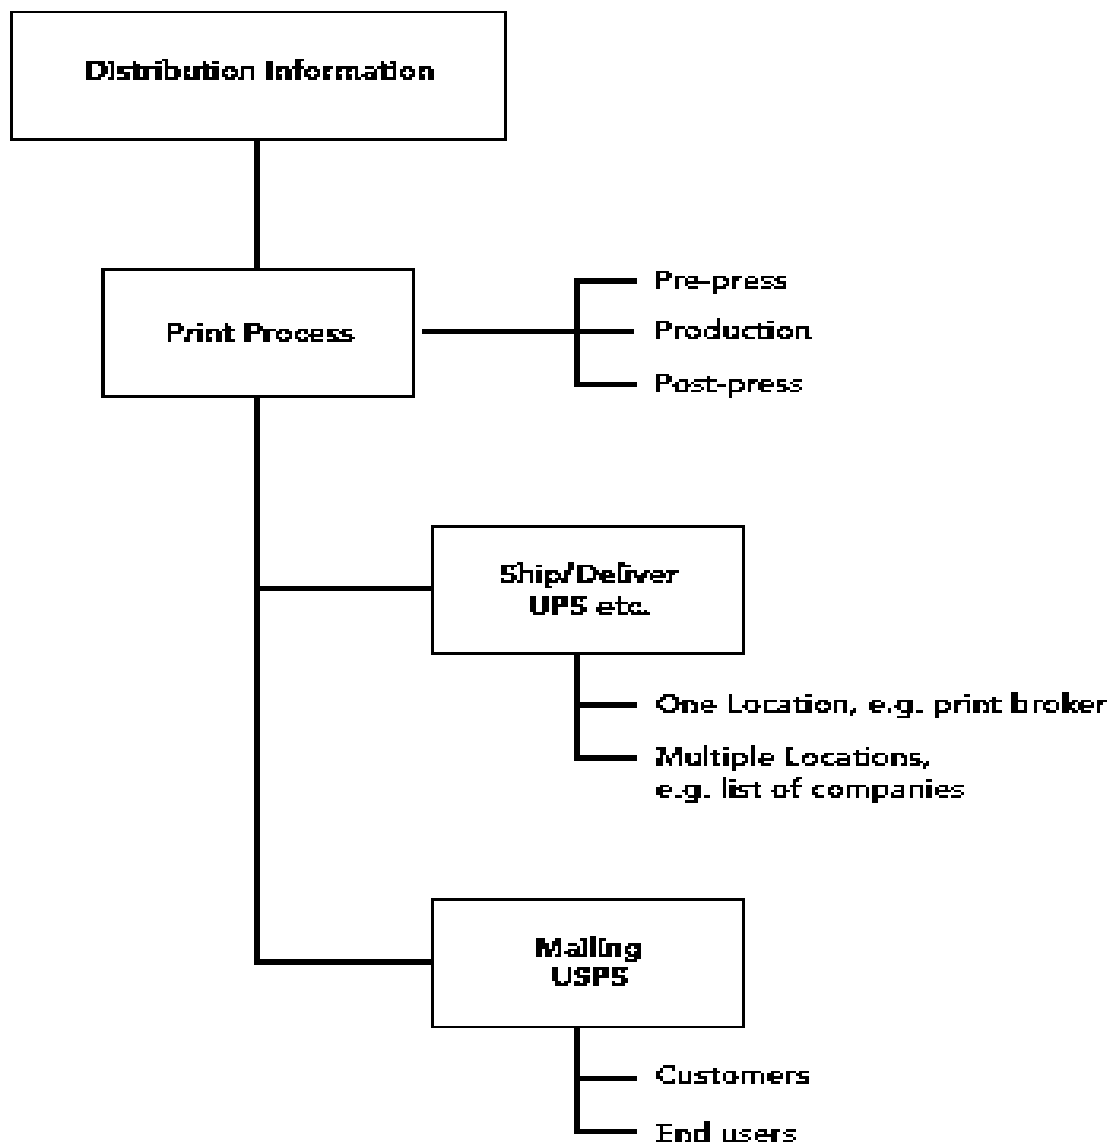 Distribution Information
Print Process
Pre-press
Production
Post-press
Ship/Deliver
UPS etc.
One Location, e.g. print broker
Multiple Locations,
e.g. list of companies
Mailing
USPS
Customers
End users